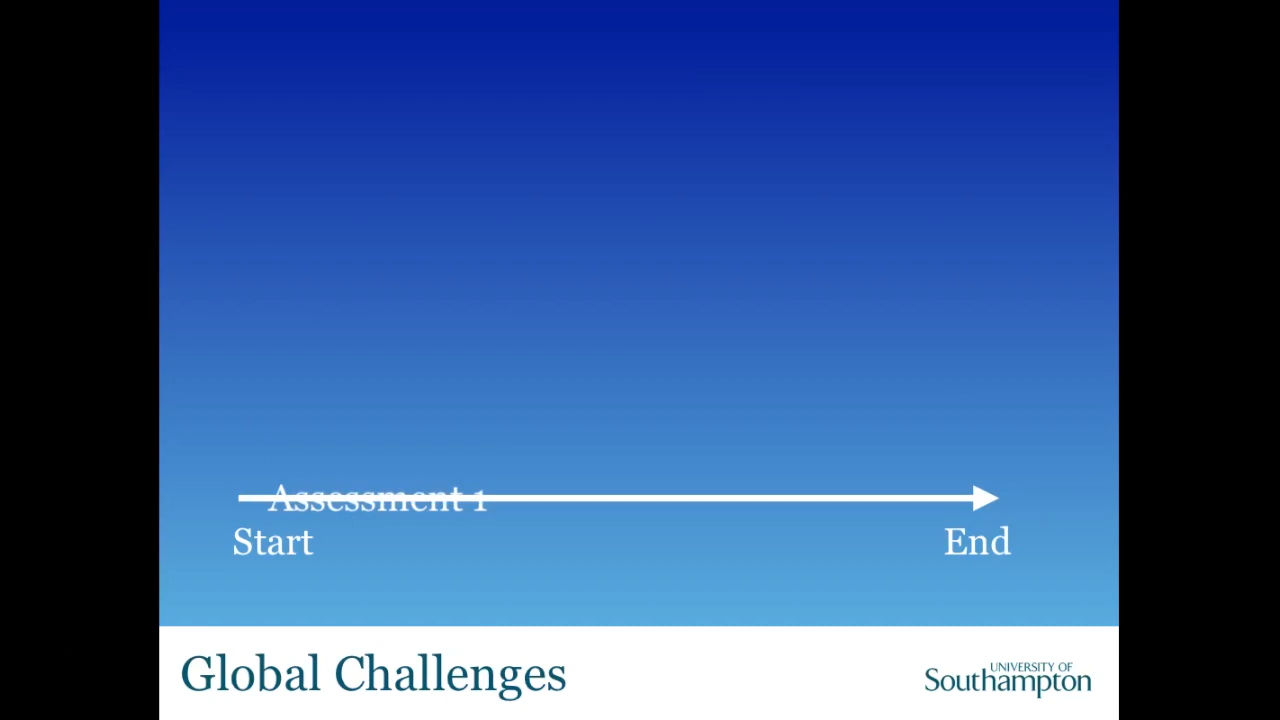 Assessment 1
Start
End
Global Challenges
UNIVERSITY OF
Southampton